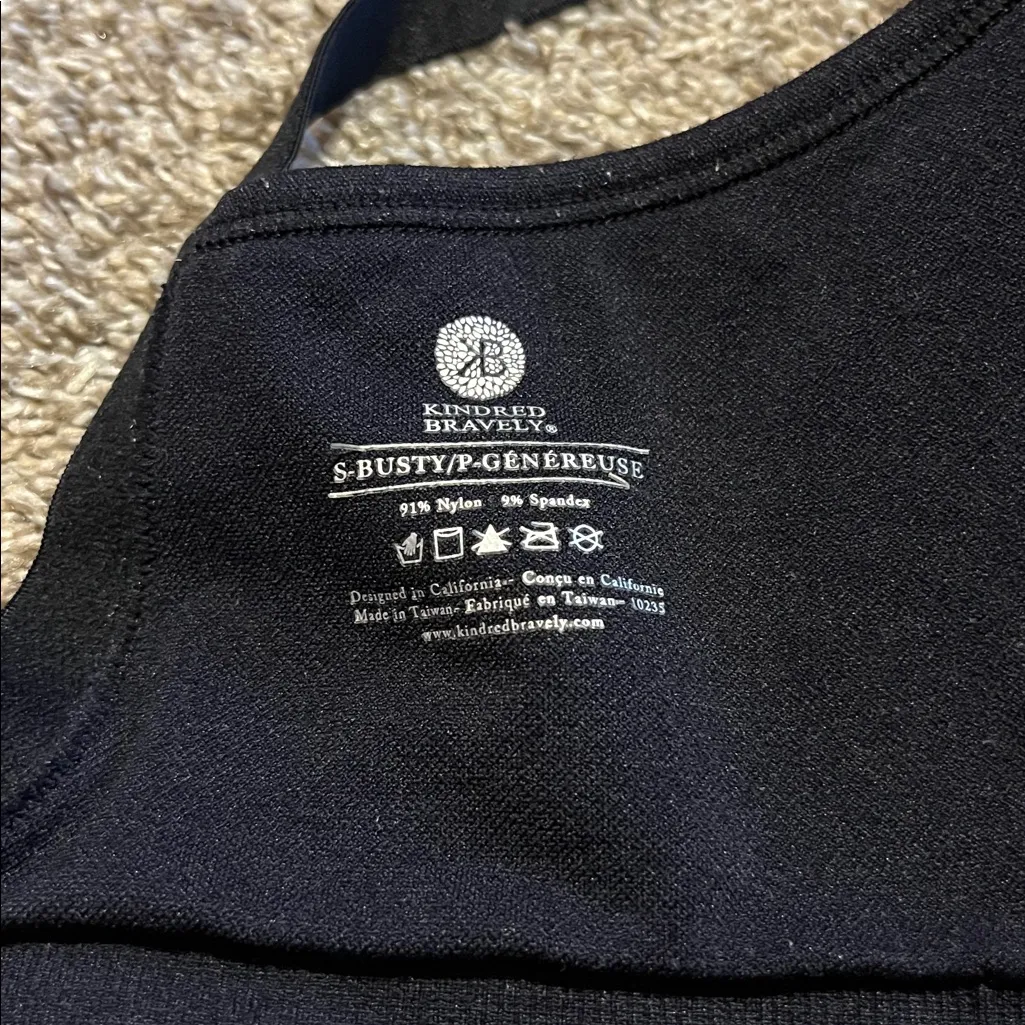 KB
KINDRED
BRAVELY®
S-BUSTY/P-GÉNÉREUSE
91% Nylon 9% Spandex
Designed in California-- Conçu en Californie
Made in Taiwan- Fabriqué en Taiwan-- 10235
www.kindredbravely.com